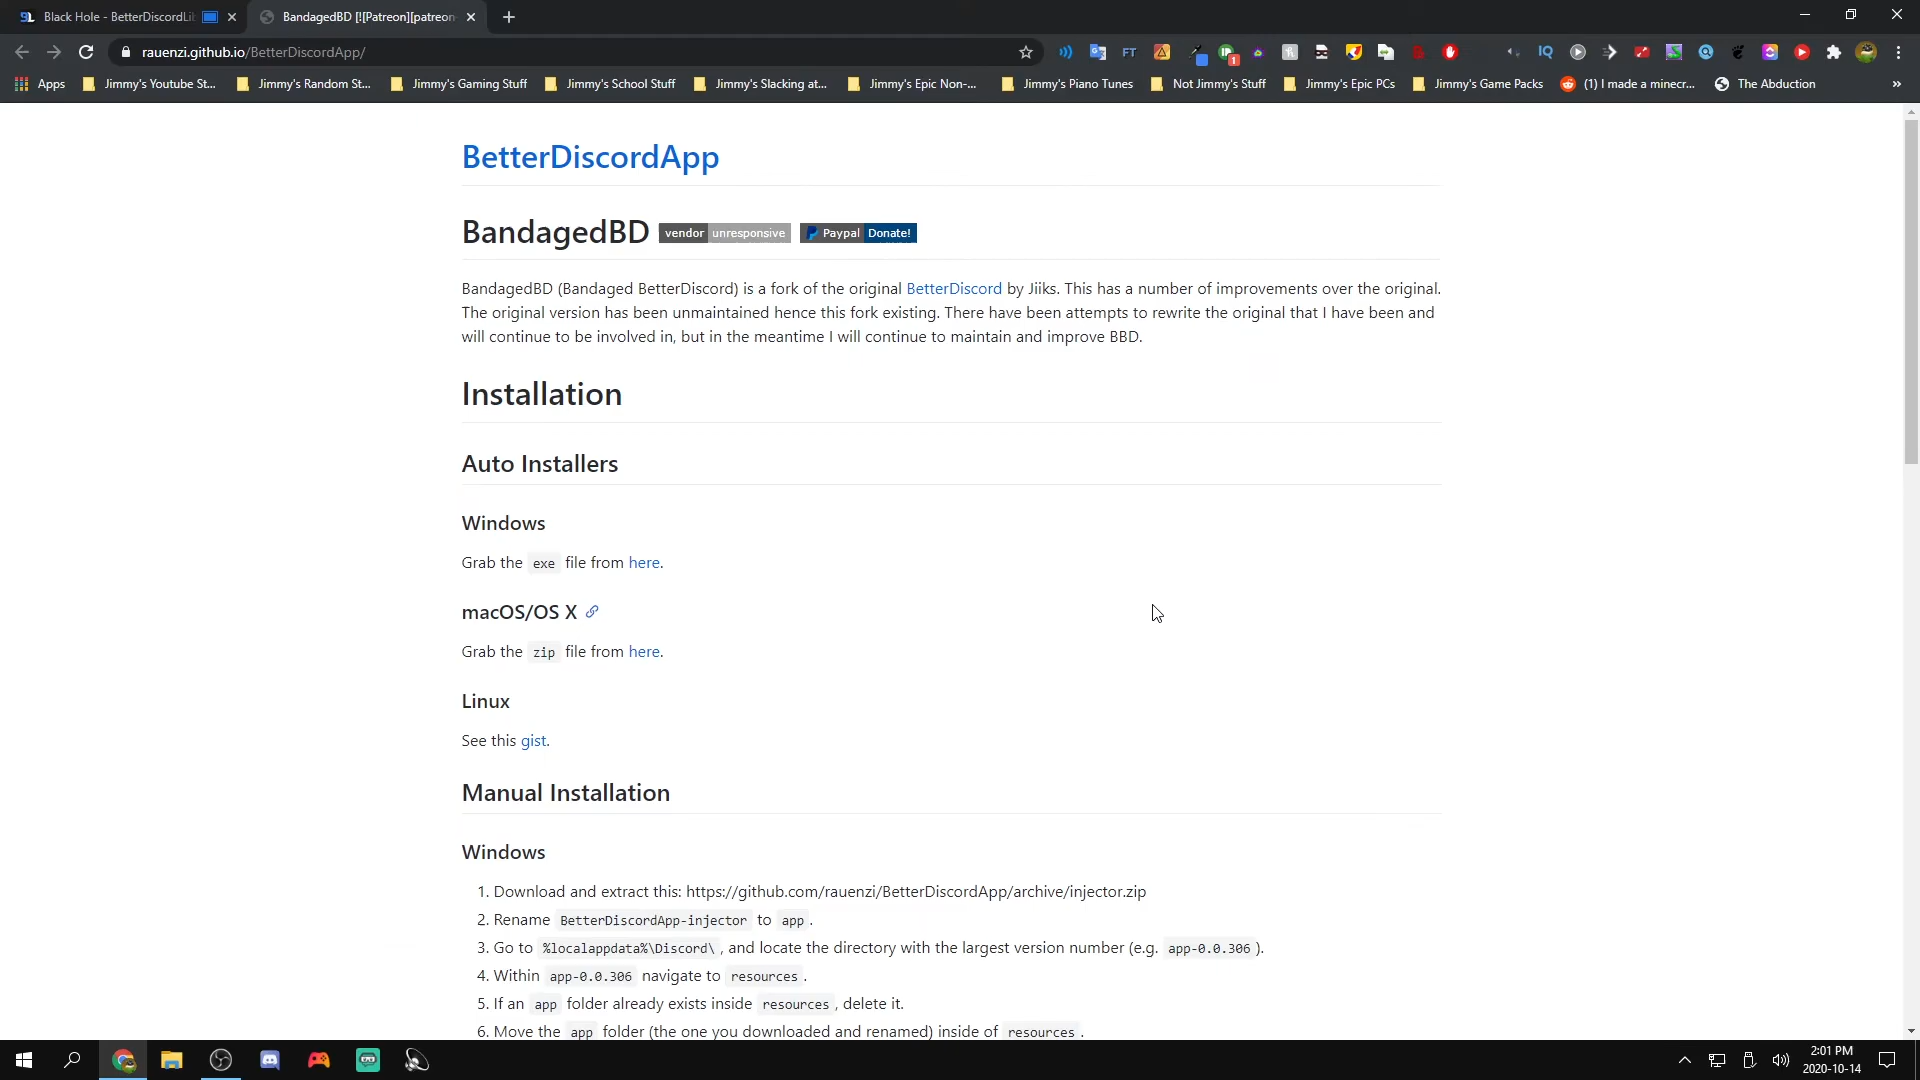 Black Hole - BetterDiscordLi
BandagedBD [![Patreon][patreon-
rauenzi.github.io/BetterDiscordApp/
Apps
Jimmy's Youtube St...
Jimmy's Random St...
Jimmy's Gaming Stuff
Jimmy's School Stuff
Jimmy's Slacking at...
Jimmy's Epic Non-...
Jimmy's Piano Tunes
Not Jimmy's Stuff
Jimmy's Epic PCs
Jimmy's Game Packs
(1) I made a minecr...
The Abduction
»
BetterDiscordApp
BandagedBD vendor unresponsive Paypal Donate!
BandagedBD (Bandaged BetterDiscord) is a fork of the original BetterDiscord by Jiiks. This has a number of improvements over the original.
The original version has been unmaintained hence this fork existing. There have been attempts to rewrite the original that I have been and
will continue to be involved in, but in the meantime I will continue to maintain and improve BBD.
Installation
Auto Installers
Windows
Grab the exe file from here.
macOS/OS X
Grab the zip file from here.
Linux
See this gist.
Manual Installation
Windows
1. Download and extract this: https://github.com/rauenzi/BetterDiscordApp/archive/injector.zip
2. Rename BetterDiscordApp-injector to app .
3. Go to %localappdata%\Discord\ , and locate the directory with the largest version number (e.g. app-0.0.306 ).
4. Within app-0.0.306 navigate to resources .
5. If an app folder already exists inside resources , delete it.
6. Move the app folder (the one you downloaded and renamed) inside of resources .
2:01 PM
2020-10-14